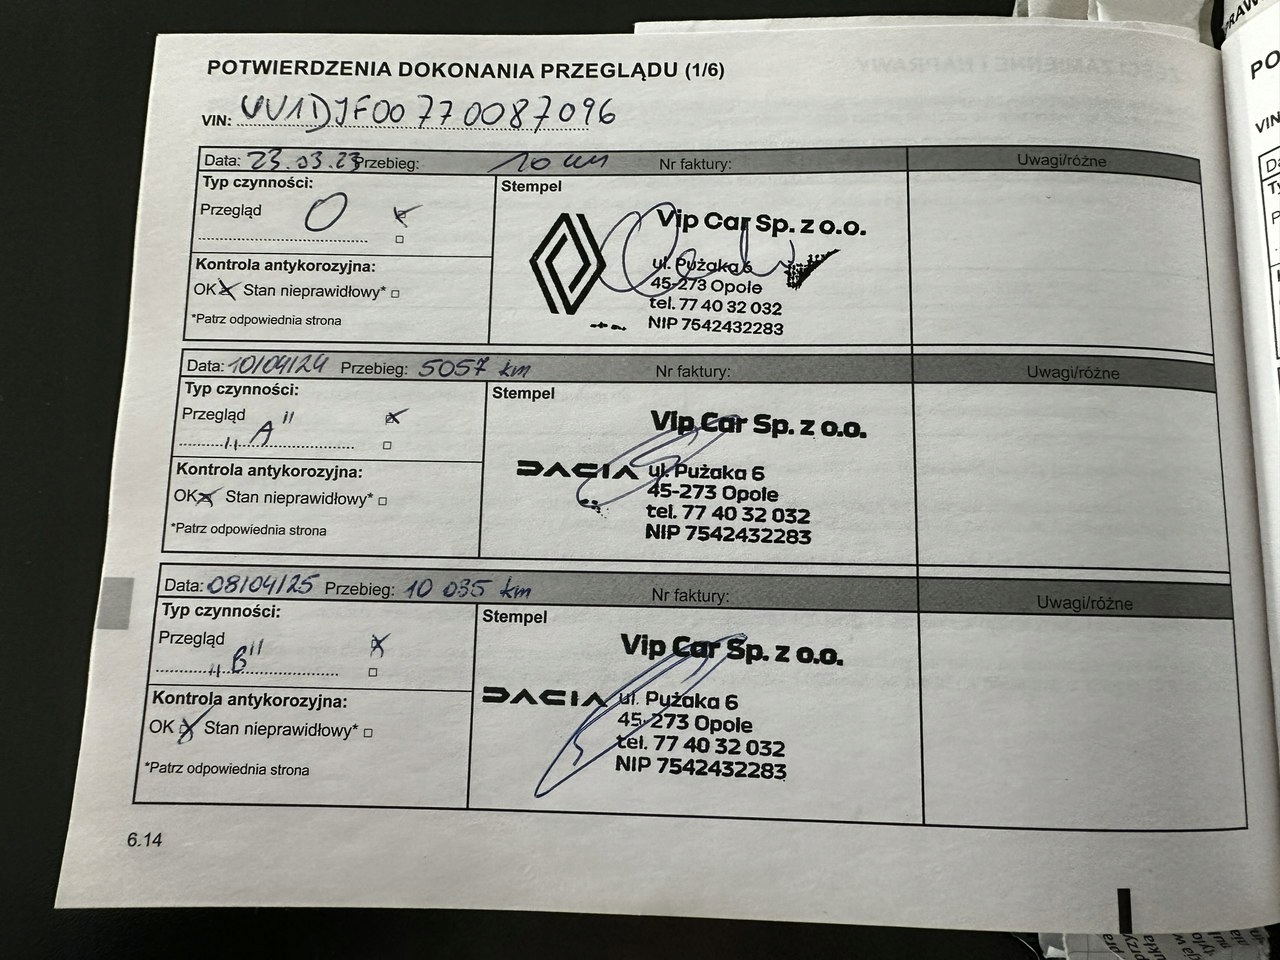 POTWIERDZENIA DOKONANIA PRZEGLĄDU (1/6)
VIN: UU1DJF00770087096
Data: 23.03.23 Przebieg: 10 km Nr faktury: Uwagi/różne
Typ czynności:
Przegląd O
Kontrola antykorozyjna:
OK Stan nieprawidłowy*
*Patrz odpowiednia strona
Stempel
Vip Car Sp. z o.o.
ul. Pużaka 6
45-273 Opole
tel. 77 40 32 032
NIP 7542432283
Data: 10/04/24 Przebieg: 5057 km Nr faktury: Uwagi/różne
Typ czynności:
Przegląd
"A"
Kontrola antykorozyjna:
OK Stan nieprawidłowy*
*Patrz odpowiednia strona
Stempel
Vip Car Sp. z o.o.
DACIA ul. Pużaka 6
45-273 Opole
tel. 77 40 32 032
NIP 7542432283
Data: 08/04/25 Przebieg: 10 035 km Nr faktury: Uwagi/różne
Typ czynności:
Przegląd
"B"
Kontrola antykorozyjna:
OK Stan nieprawidłowy*
*Patrz odpowiednia strona
Stempel
Vip Car Sp. z o.o.
DACIA ul. Pużaka 6
45-273 Opole
tel. 77 40 32 032
NIP 7542432283
6.14
PO
VIN